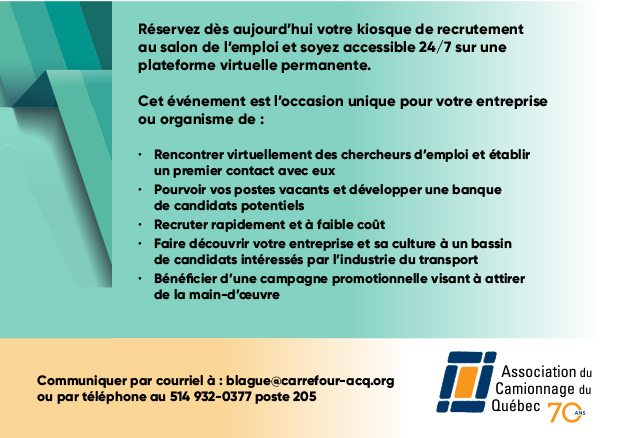 Réservez dès aujourd’hui votre kiosque de recrutement
au salon de l’emploi et soyez accessible 24/7 sur une
plateforme virtuelle permanente.
Cet événement est l’occasion unique pour votre entreprise
ou organisme de :
• Rencontrer virtuellement des chercheurs d’emploi et établir
un premier contact avec eux
• Pourvoir vos postes vacants et développer une banque
de candidats potentiels
• Recruter rapidement et à faible coût
• Faire découvrir votre entreprise et sa culture à un bassin
de candidats intéressés par l’industrie du transport
• Bénéficier d’une campagne promotionnelle visant à attirer
de la main-d’œuvre
Communiquer par courriel à : blague@carrefour-acq.org
ou par téléphone au 514 932-0377 poste 205
Association du
Camionnage du
Québec 70 ANS